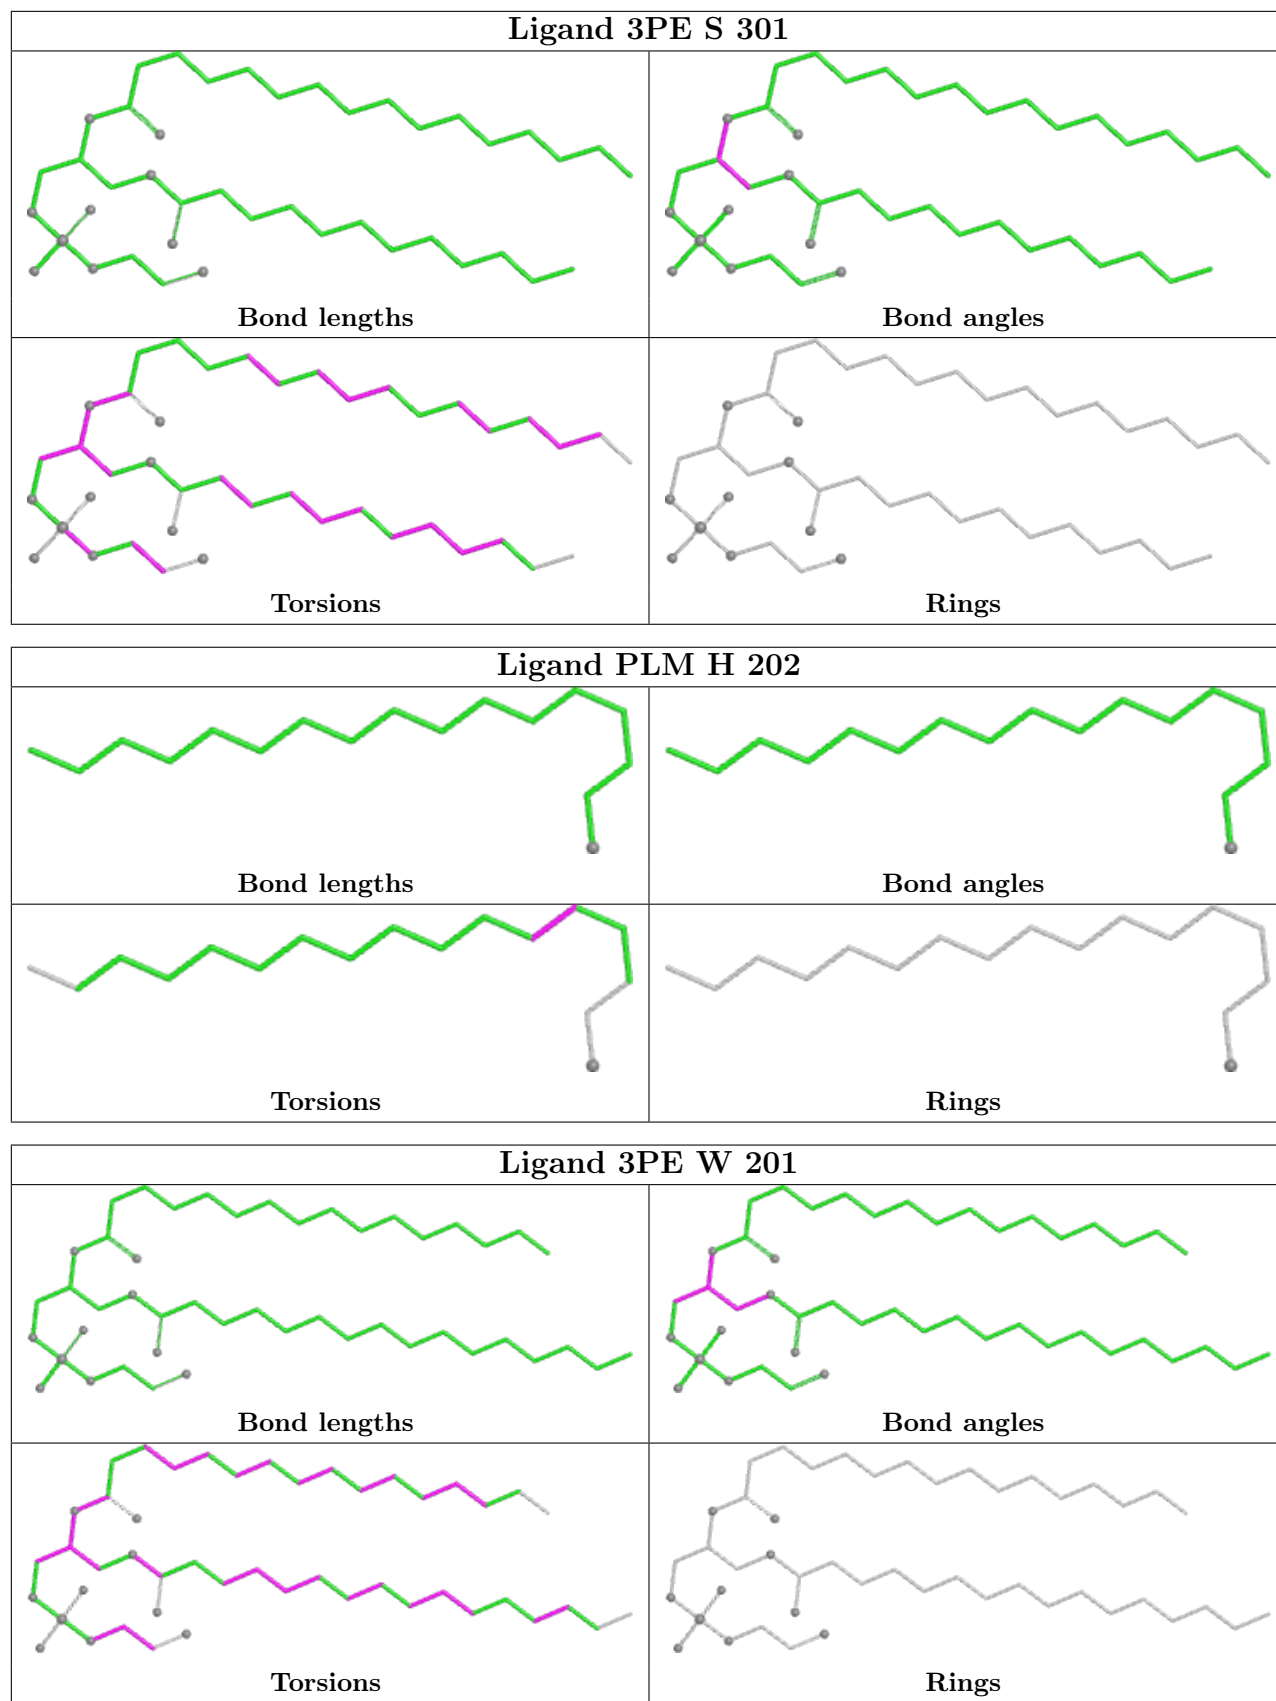 Ligand 3PE S 301
Bond lengths
Bond angles
Torsions
Rings
Ligand PLM H 202
Bond lengths
Bond angles
Torsions
Rings
Ligand 3PE W 201
Bond lengths
Bond angles
Torsions
Rings